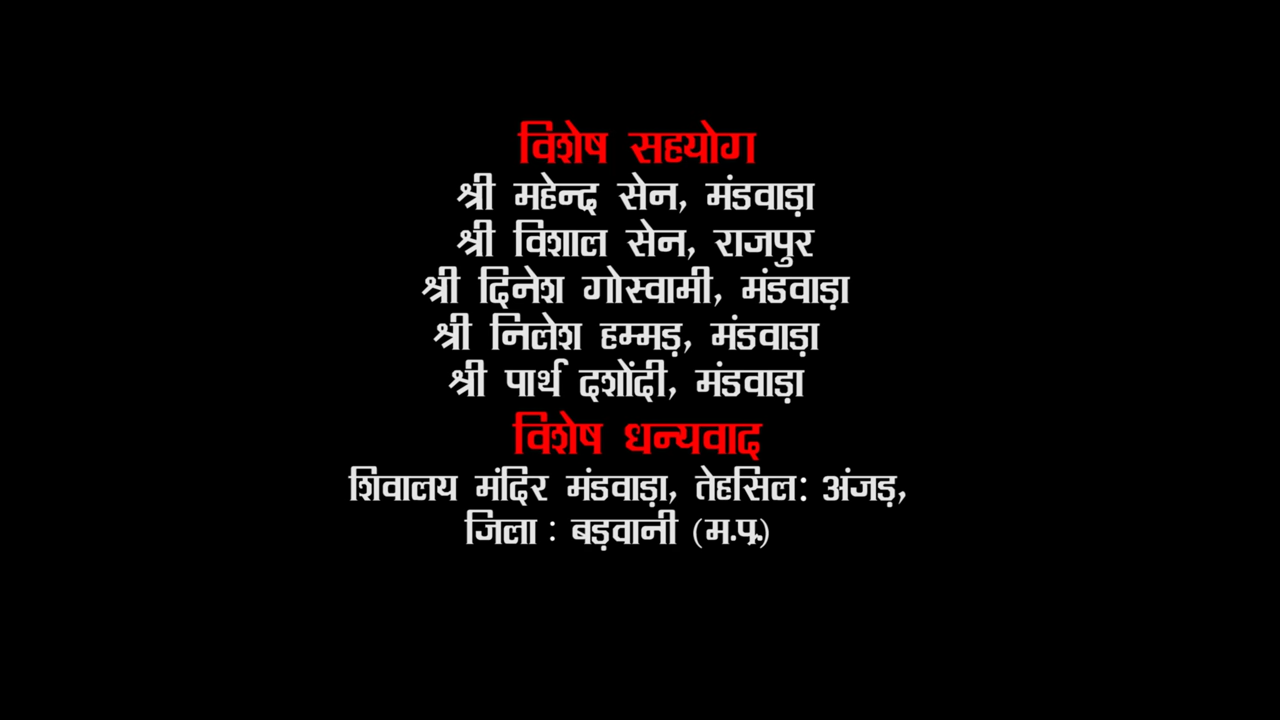 विशेष सहयोग
श्री महेन्द्र सेन, मंडवाड़ा
श्री विशाल सेन, राजपुर
श्री दिनेश गोस्वामी, मंडवाड़ा
श्री निलेश हम्मड़, मंडवाड़ा
श्री पार्थ दशोंदी, मंडवाड़ा
विशेष धन्यवाद
शिवालय मंदिर मंडवाड़ा, तेहसिल: अंजड़,
जिला : बड़वानी (म.प्र.)